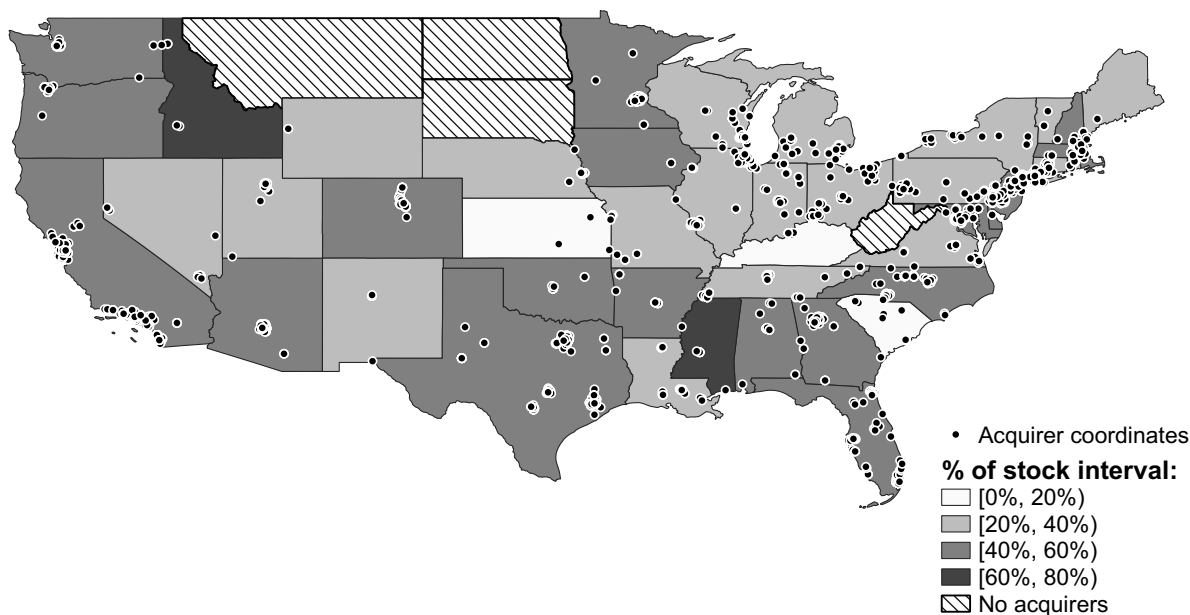 Acquirer coordinates
% of stock interval:
[0%, 20%)
[20%, 40%)
[40%, 60%)
[60%, 80%)
No acquirers